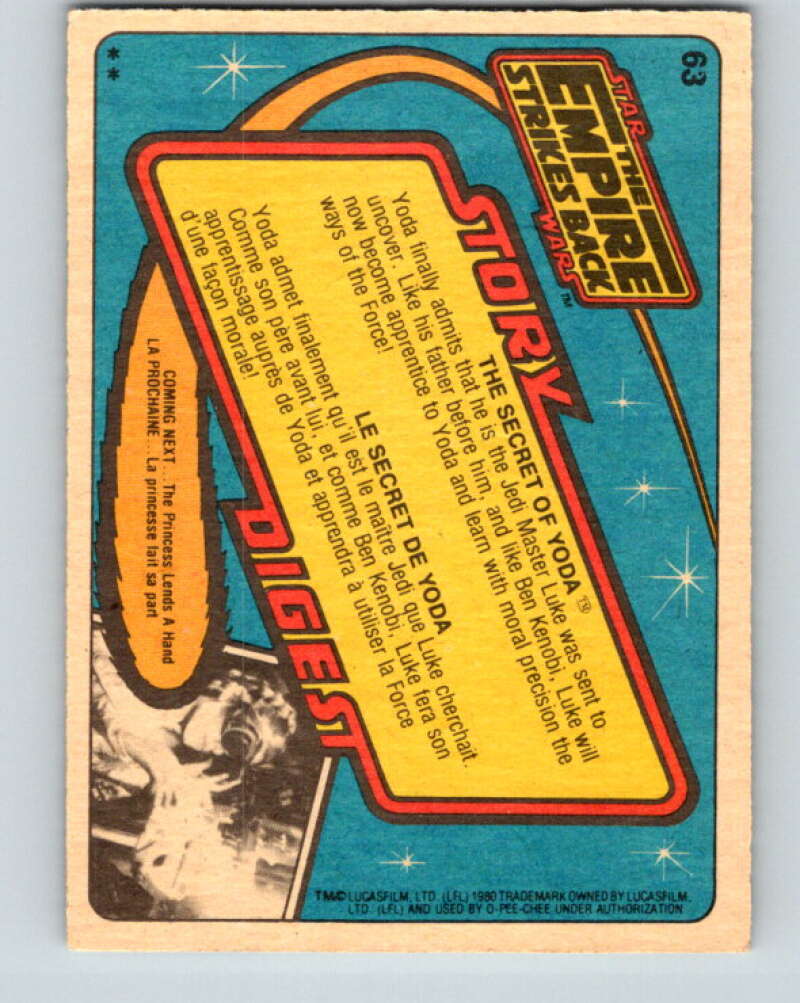 63
STAR
THE
EMPIRE
STRIKES BACK
WARS™
STORY
THE SECRET OF YODA™
Yoda finally admits that he is the Jedi Master Luke was sent to
uncover. Like his father before him, and like Ben Kenobi, Luke will
now become apprentice to Yoda and learn with moral precision the
ways of the Force!
LE SECRET DE YODA
Yoda admet finalement qu'il est le maître Jedi que Luke cherchait.
Comme son père avant lui, et comme Ben Kenobi, Luke fera son
apprentissage auprès de Yoda et apprendra à utiliser la Force
d'une façon morale!
DIGEST
COMING NEXT...The Princess Lends A Hand
LA PROCHAINE...La princesse fait sa part
**
TM/© LUCASFILM, LTD. (LFL) 1980 TRADEMARK OWNED BY LUCASFILM,
LTD. (LFL) AND USED BY O-PEE-CHEE UNDER AUTHORIZATION